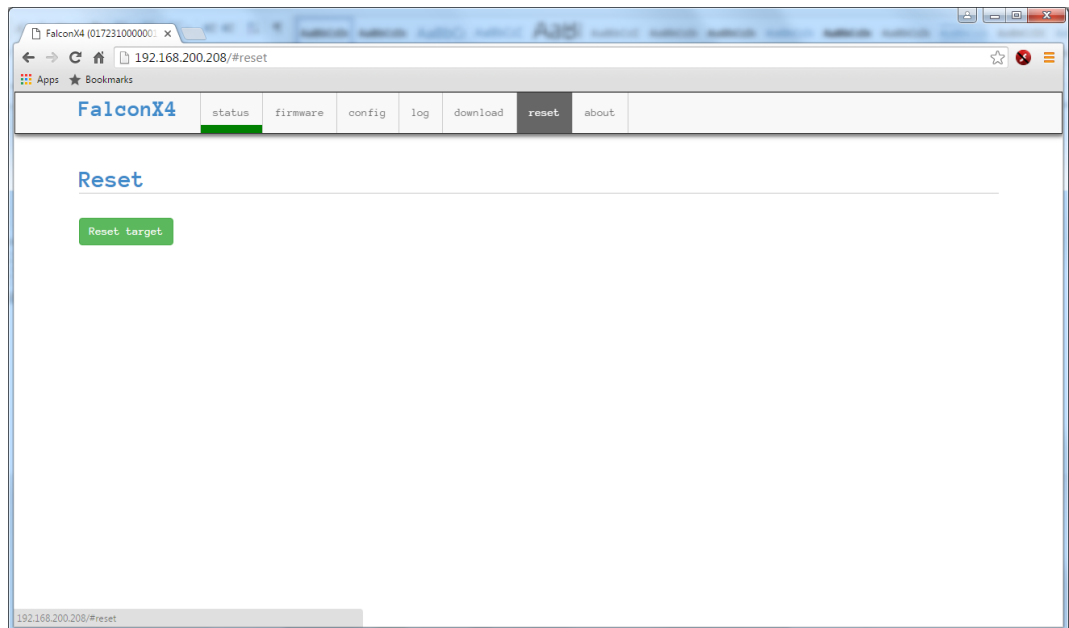 FalconX4 (017231000000
192.168.200.208/#reset
Apps Bookmarks
FalconX4 status firmware config log download reset about
Reset
Reset target
192.168.200.208/#reset